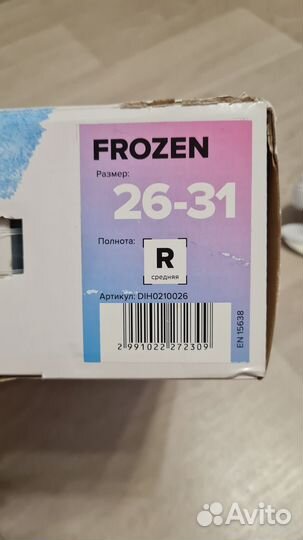 FROZEN
Размер:
26-31
Полнота:
R
средняя
Артикул: DIH0210026
2 991022 272309
EN 15638
Avito